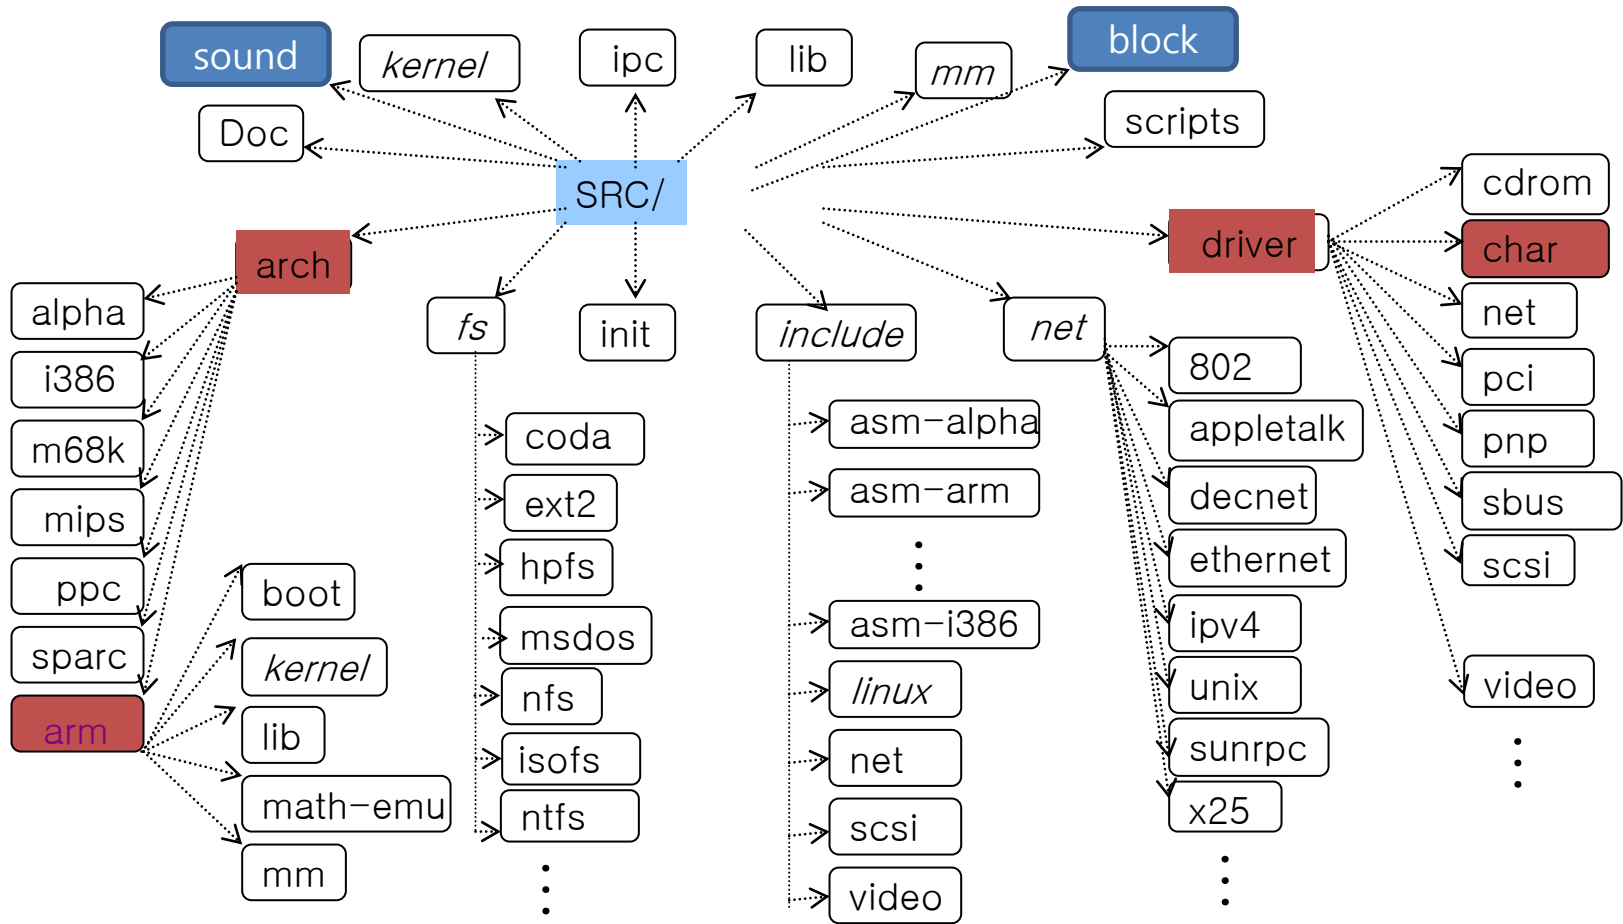 sound
kernel
ipc
lib
mm
block
Doc
scripts
SRC/
arch
driver
fs
init
include
net
alpha
i386
m68k
mips
ppc
sparc
arm
boot
kernel
lib
math-emu
mm
coda
ext2
hpfs
msdos
nfs
isofs
ntfs
asm-alpha
asm-arm
asm-i386
linux
net
scsi
video
802
appletalk
decnet
ethernet
ipv4
unix
sunrpc
x25
cdrom
char
net
pci
pnp
sbus
scsi
video